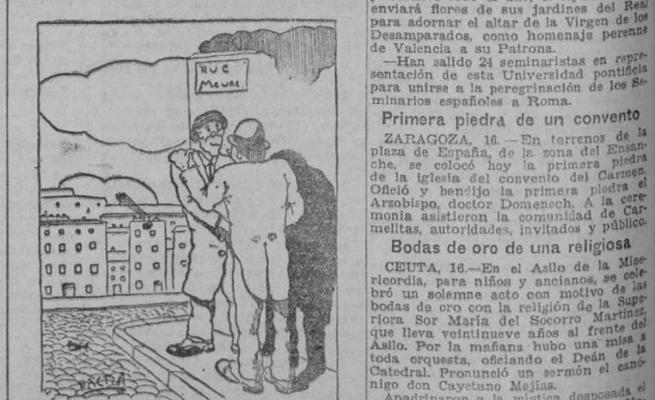 RUE
MEUNE
enviará flores de sus jardines del Real
para adornar el altar de la Virgen de los
Desamparados, como homenaje perenne
de Valencia a su Patrona.
—Han salido 24 seminaristas en repre-
sentación de esta Universidad pontificia
para unirse a la peregrinación de los Se-
minarios españoles a Roma.
Primera piedra de un convento
ZARAGOZA, 16.—En terrenos de la
plaza de España, de la zona del Ensan-
che, se colocó hoy la primera piedra
de la iglesia del convento del Carmen.
Ofició y bendijo la primera piedra el
Arzobispo, doctor Domenech. A la cere-
monia asistieron la comunidad de Car-
melitas, autoridades, invitados y público.
Bodas de oro de una religiosa
CEUTA, 16.—En el Asilo de la Mise-
ricordia, para niños y ancianos, se cele-
bró un solemne acto con motivo de las
bodas de oro con la religión de la Supe-
riora Sor María del Socorro Martínez,
que lleva veintinueve años al frente del
Asilo. Por la mañana hubo una misa a
toda orquesta, oficiando el Deán de la
Catedral. Pronunció un sermón el canó-
nigo don Cayetano Mejías.
Apadrinaron a la mística desposada el